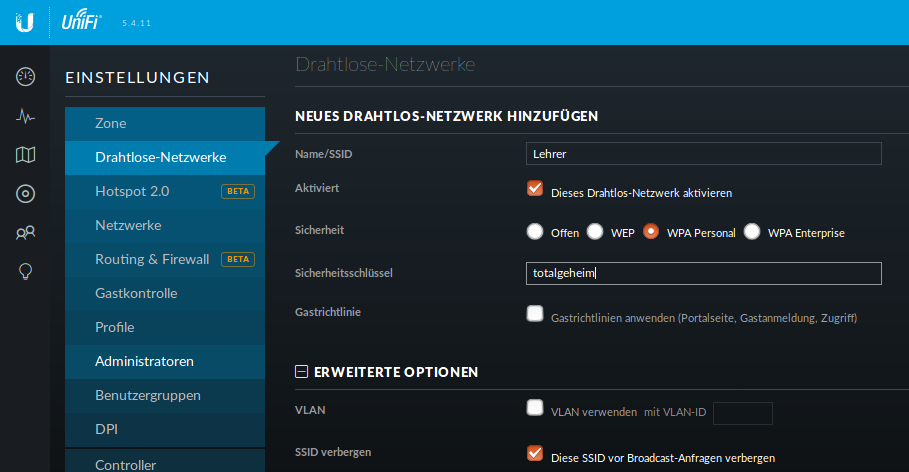 UniFi 5.4.11
EINSTELLUNGEN
Zone
Drahtlose-Netzwerke
Hotspot 2.0 BETA
Netzwerke
Routing & Firewall BETA
Gastkontrolle
Profile
Administratoren
Benutzergruppen
DPI
Controller
Drahtlose-Netzwerke
NEUES DRAHTLOS-NETZWERK HINZUFÜGEN
Name/SSID Lehrer
Aktiviert Dieses Drahtlos-Netzwerk aktivieren
Sicherheit Offen WEP WPA Personal WPA Enterprise
Sicherheitsschlüssel totalgeheim
Gastrichtlinie Gastrichtlinien anwenden (Portalseite, Gastanmeldung, Zugriff)
ERWEITERTE OPTIONEN
VLAN VLAN verwenden mit VLAN-ID
SSID verbergen Diese SSID vor Broadcast-Anfragen verbergen